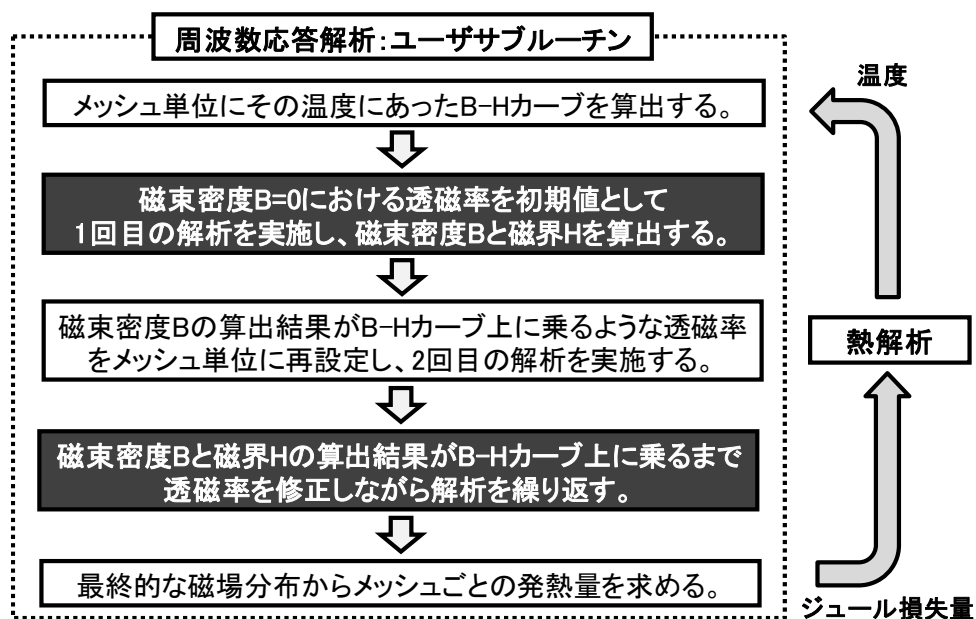 周波数応答解析:ユーザサブルーチン
メッシュ単位にその温度にあったB-Hカーブを算出する。
磁束密度B=0における透磁率を初期値として
1回目の解析を実施し、磁束密度Bと磁界Hを算出する。
磁束密度Bの算出結果がB-Hカーブ上に乗るような透磁率
をメッシュ単位に再設定し、2回目の解析を実施する。
磁束密度Bと磁界Hの算出結果がB-Hカーブ上に乗るまで
透磁率を修正しながら解析を繰り返す。
最終的な磁場分布からメッシュごとの発熱量を求める。
温度
熱解析
ジュール損失量